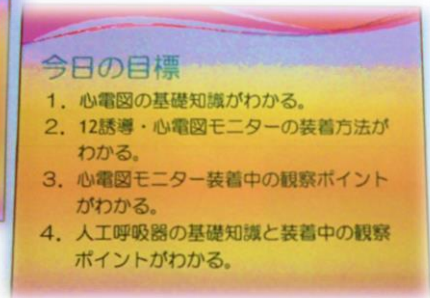 今日の目標
1. 心電図の基礎知識がわかる。
2. 12誘導・心電図モニターの装着方法が
わかる。
3. 心電図モニター装着中の観察ポイント
がわかる。
4. 人工呼吸器の基礎知識と装着中の観察
ポイントがわかる。